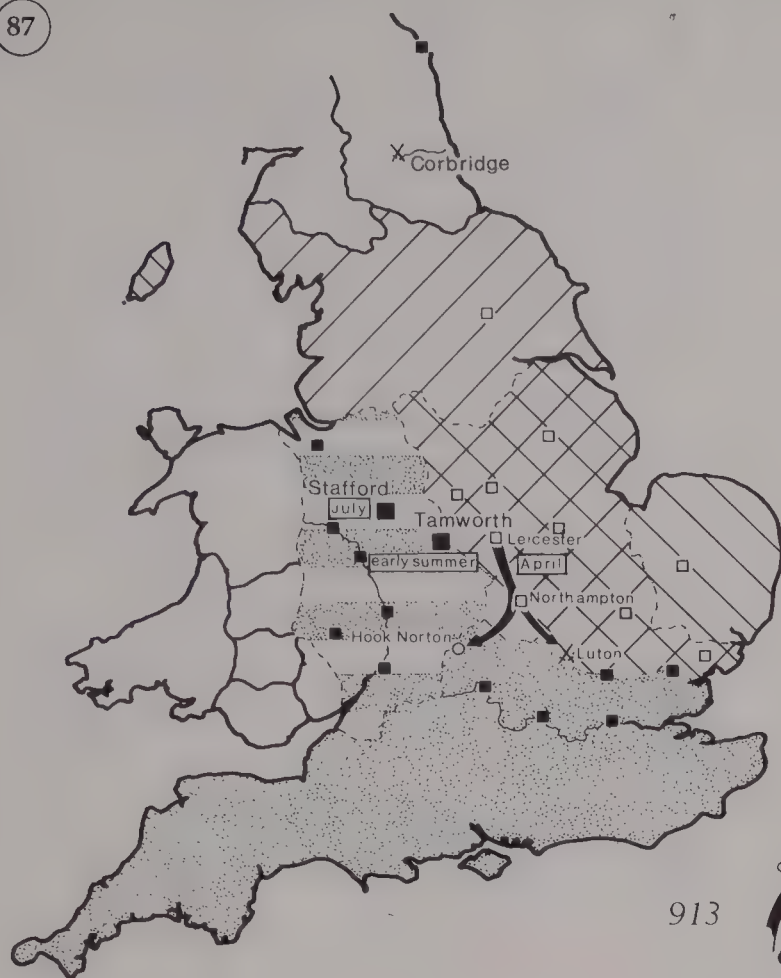 87
Corbridge
Stafford
July
Tamworth
Leicester
early summer
April
Northampton
Hook Norton
Luton
913